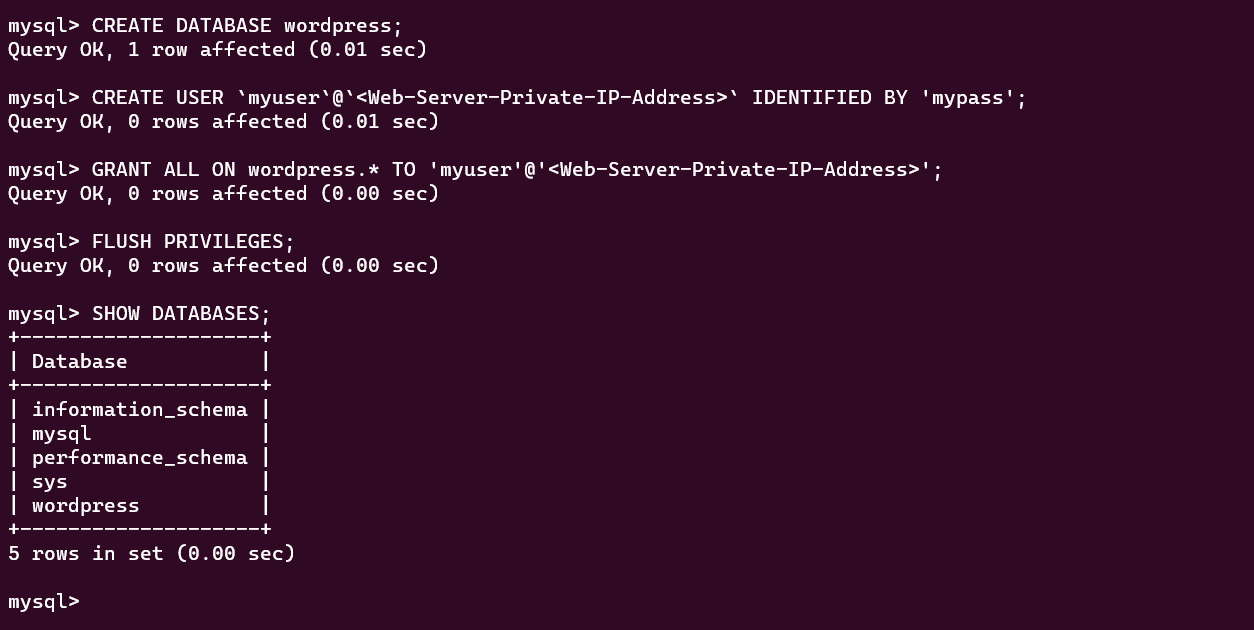 mysql> CREATE DATABASE wordpress;
Query OK, 1 row affected (0.01 sec)
mysql> CREATE USER `myuser`@`<Web-Server-Private-IP-Address>` IDENTIFIED BY 'mypass';
Query OK, 0 rows affected (0.01 sec)
mysql> GRANT ALL ON wordpress.* TO 'myuser'@'<Web-Server-Private-IP-Address>';
Query OK, 0 rows affected (0.00 sec)
mysql> FLUSH PRIVILEGES;
Query OK, 0 rows affected (0.00 sec)
mysql> SHOW DATABASES;
+--------------------+
| Database           |
+--------------------+
| information_schema |
| mysql              |
| performance_schema |
| sys                |
| wordpress          |
+--------------------+
5 rows in set (0.00 sec)
mysql>